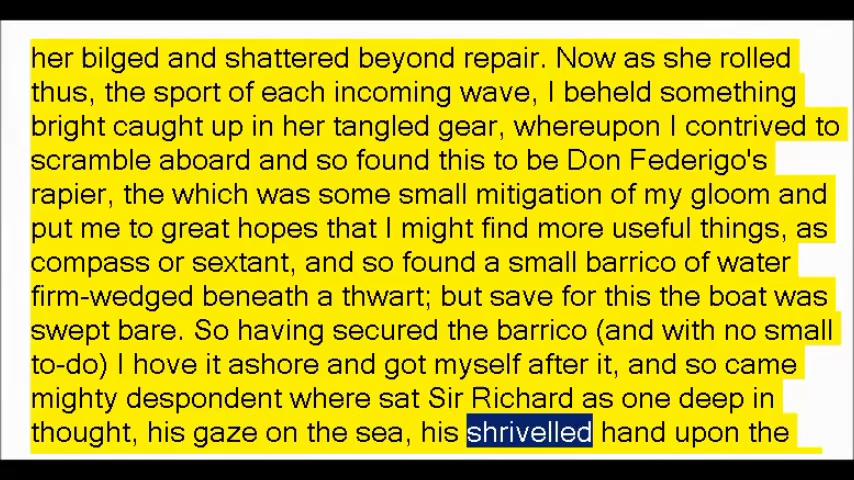 her bilged and shattered beyond repair. Now as she rolled
thus, the sport of each incoming wave, I beheld something
bright caught up in her tangled gear, whereupon I contrived to
scramble aboard and so found this to be Don Federigo's
rapier, the which was some small mitigation of my gloom and
put me to great hopes that I might find more useful things, as
compass or sextant, and so found a small barrico of water
firm-wedged beneath a thwart; but save for this the boat was
swept bare. So having secured the barrico (and with no small
to-do) I hove it ashore and got myself after it, and so came
mighty despondent where sat Sir Richard as one deep in
thought, his gaze on the sea, his shrivelled hand upon the